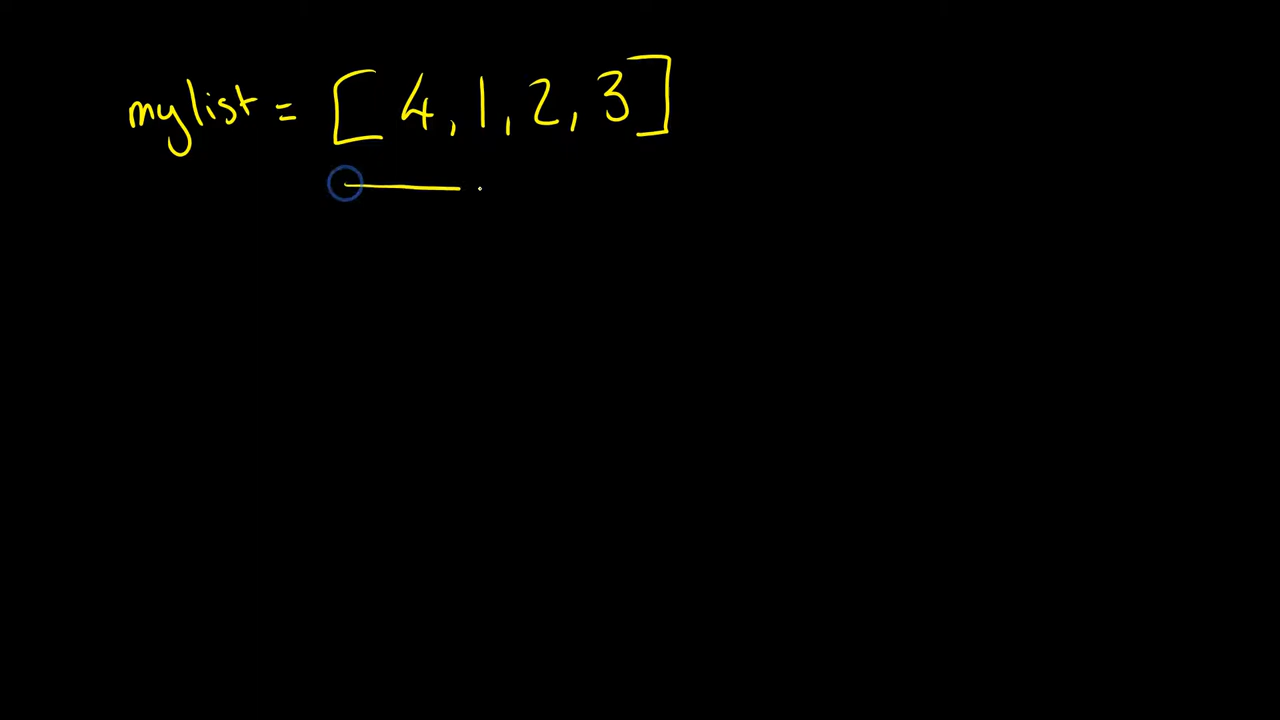 mylist = [ 4, 1, 2, 3 ]